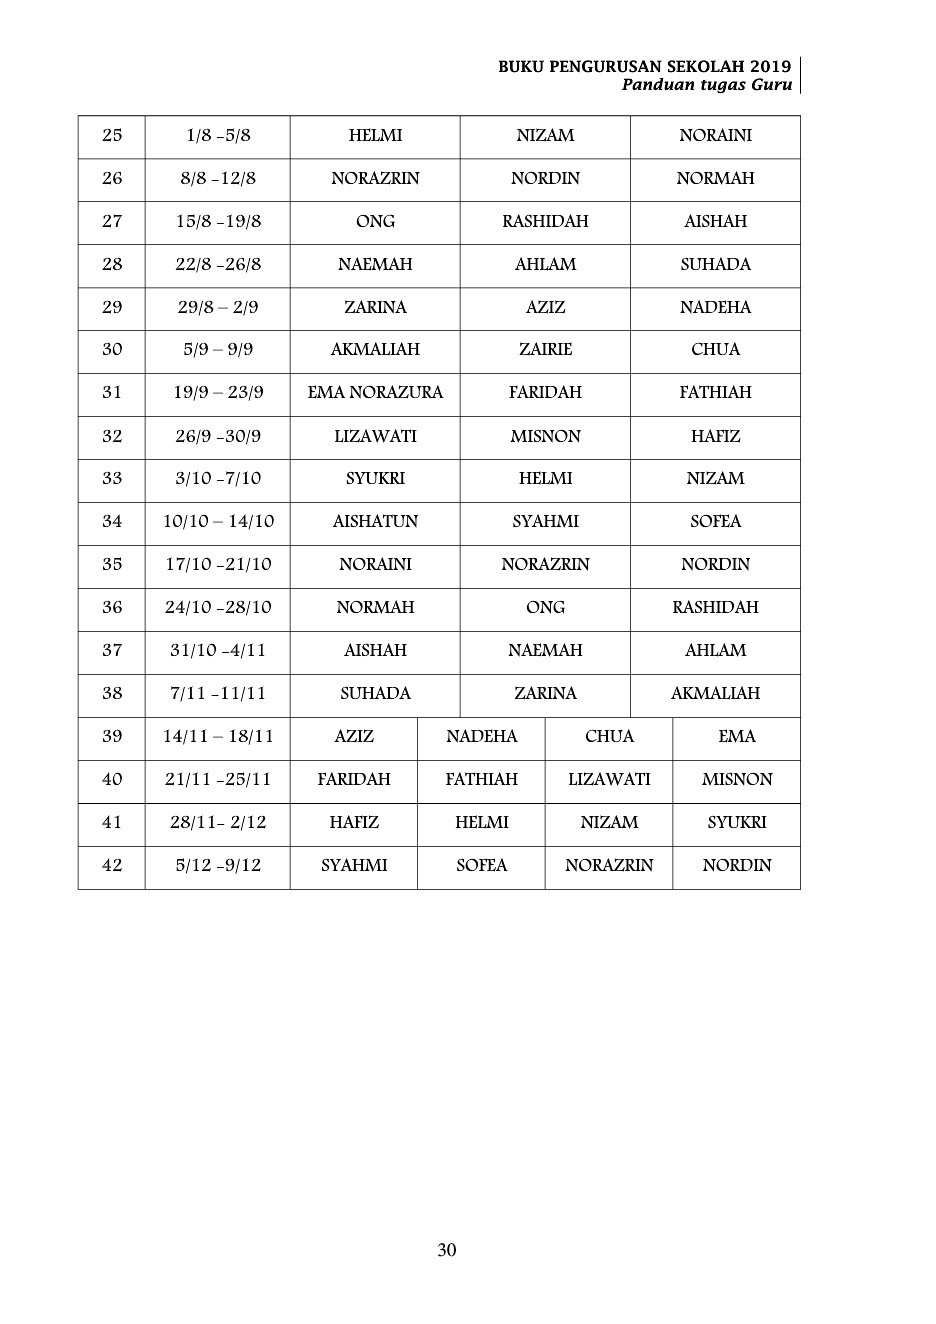 BUKU PENGURUSAN SEKOLAH 2019
Panduan tugas Guru
25 1/8 -5/8 HELMI NIZAM NORAINI
26 8/8 -12/8 NORAZRIN NORDIN NORMAH
27 15/8 -19/8 ONG RASHIDAH AISHAH
28 22/8 -26/8 NAEMAH AHLAM SUHADA
29 29/8 – 2/9 ZARINA AZIZ NADEHA
30 5/9 – 9/9 AKMALIAH ZAIRIE CHUA
31 19/9 – 23/9 EMA NORAZURA FARIDAH FATHIAH
32 26/9 -30/9 LIZAWATI MISNON HAFIZ
33 3/10 -7/10 SYUKRI HELMI NIZAM
34 10/10 – 14/10 AISHATUN SYAHMI SOFEA
35 17/10 -21/10 NORAINI NORAZRIN NORDIN
36 24/10 -28/10 NORMAH ONG RASHIDAH
37 31/10 -4/11 AISHAH NAEMAH AHLAM
38 7/11 -11/11 SUHADA ZARINA AKMALIAH
39 14/11 – 18/11 AZIZ NADEHA CHUA EMA
40 21/11 -25/11 FARIDAH FATHIAH LIZAWATI MISNON
41 28/11- 2/12 HAFIZ HELMI NIZAM SYUKRI
42 5/12 -9/12 SYAHMI SOFEA NORAZRIN NORDIN
30